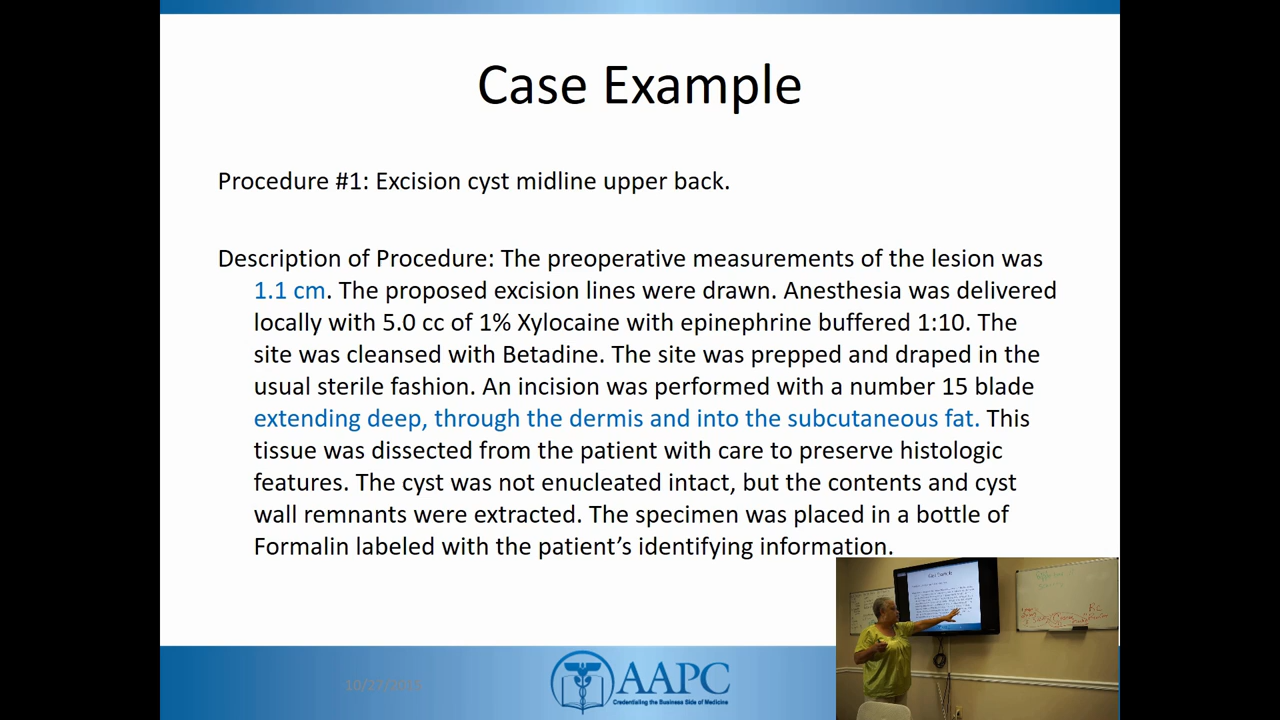 Case Example
Procedure #1: Excision cyst midline upper back.
Description of Procedure: The preoperative measurements of the lesion was
1.1 cm. The proposed excision lines were drawn. Anesthesia was delivered
locally with 5.0 cc of 1% Xylocaine with epinephrine buffered 1:10. The
site was cleansed with Betadine. The site was prepped and draped in the
usual sterile fashion. An incision was performed with a number 15 blade
extending deep, through the dermis and into the subcutaneous fat. This
tissue was dissected from the patient with care to preserve histologic
features. The cyst was not enucleated intact, but the contents and cyst
wall remnants were extracted. The specimen was placed in a bottle of
Formalin labeled with the patient’s identifying information.
Case Example
AAPC
Credentialing the Business Side of Medicine